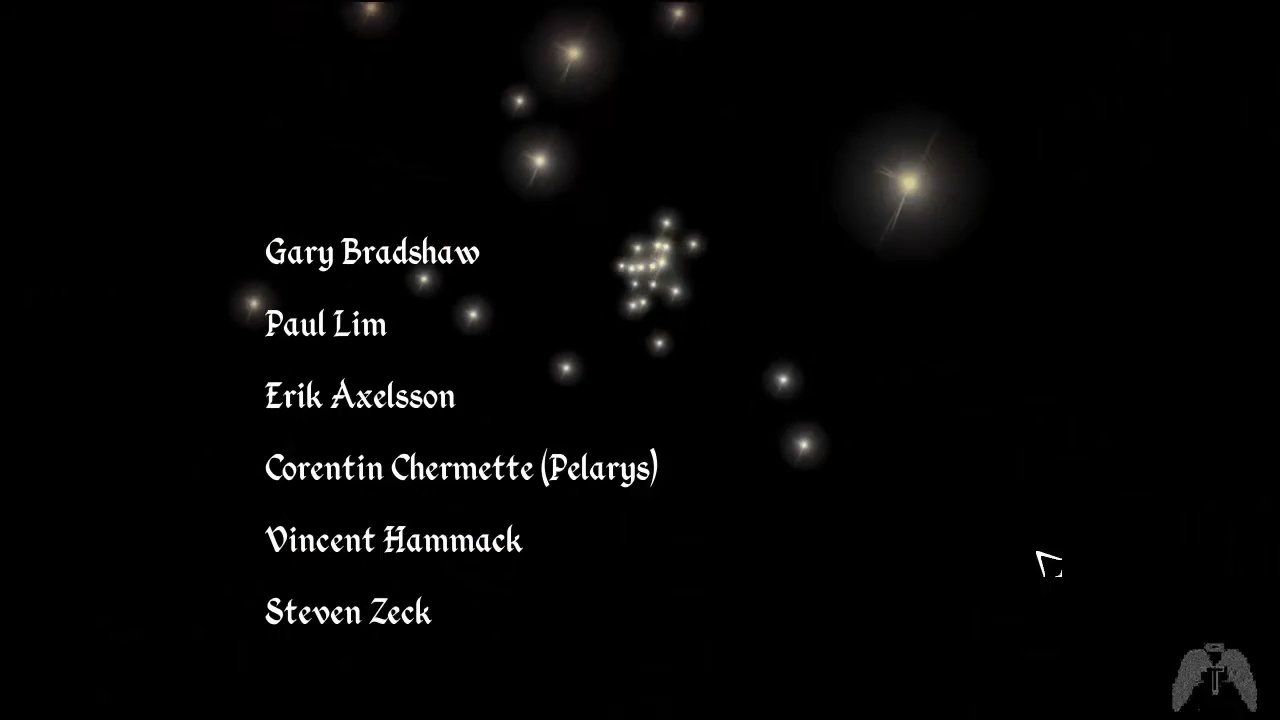 Gary Bradshaw
Paul Lim
Erik Axelsson
Corentin Chermette (Pelarys)
Vincent Hammack
Steven Zeck